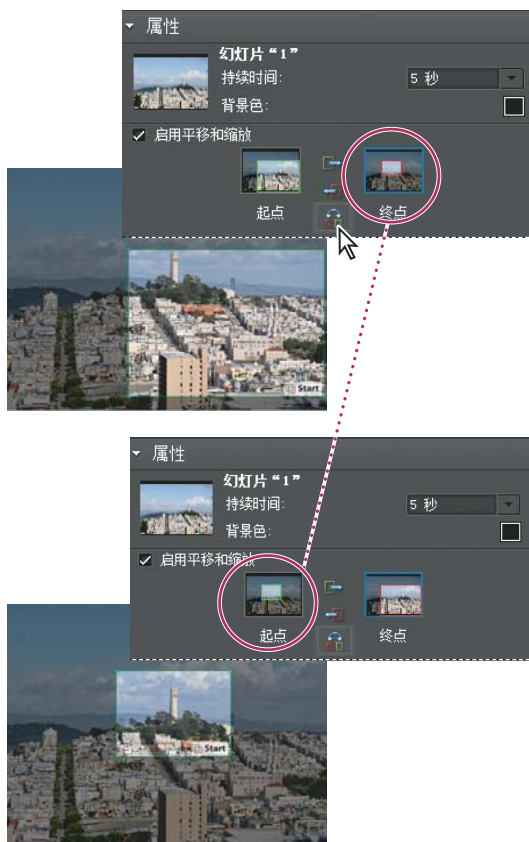 属性
幻灯片“1”
持续时间:
5 秒
背景色:
启用平移和缩放
起点
终点
Start
属性
幻灯片“1”
持续时间:
5 秒
背景色:
启用平移和缩放
起点
终点
Start